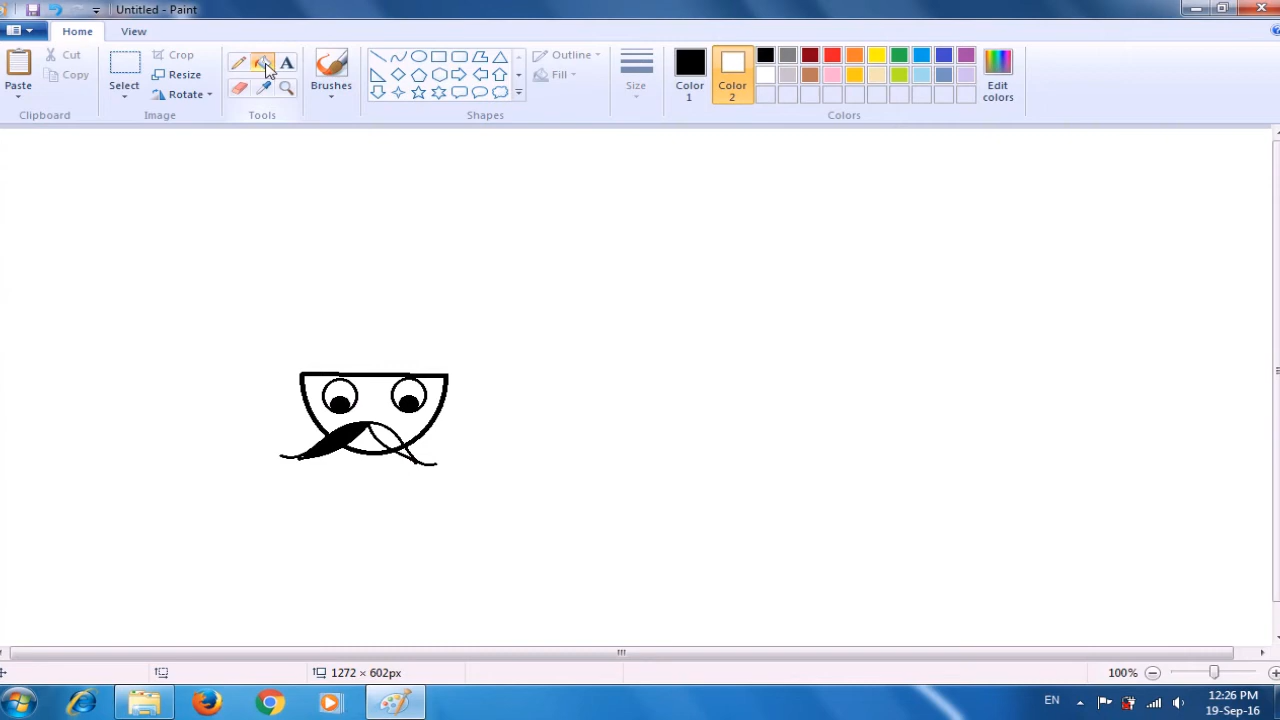 Untitled - Paint
Home View
Paste
Cut
Copy
Clipboard
Select
Crop
Resize
Rotate
Image
A
Tools
Brushes
Outline
Fill
Shapes
Size
Color 1
Color 2
Edit colors
Colors
1272 × 602px
100%
EN
12:26 PM
19-Sep-16